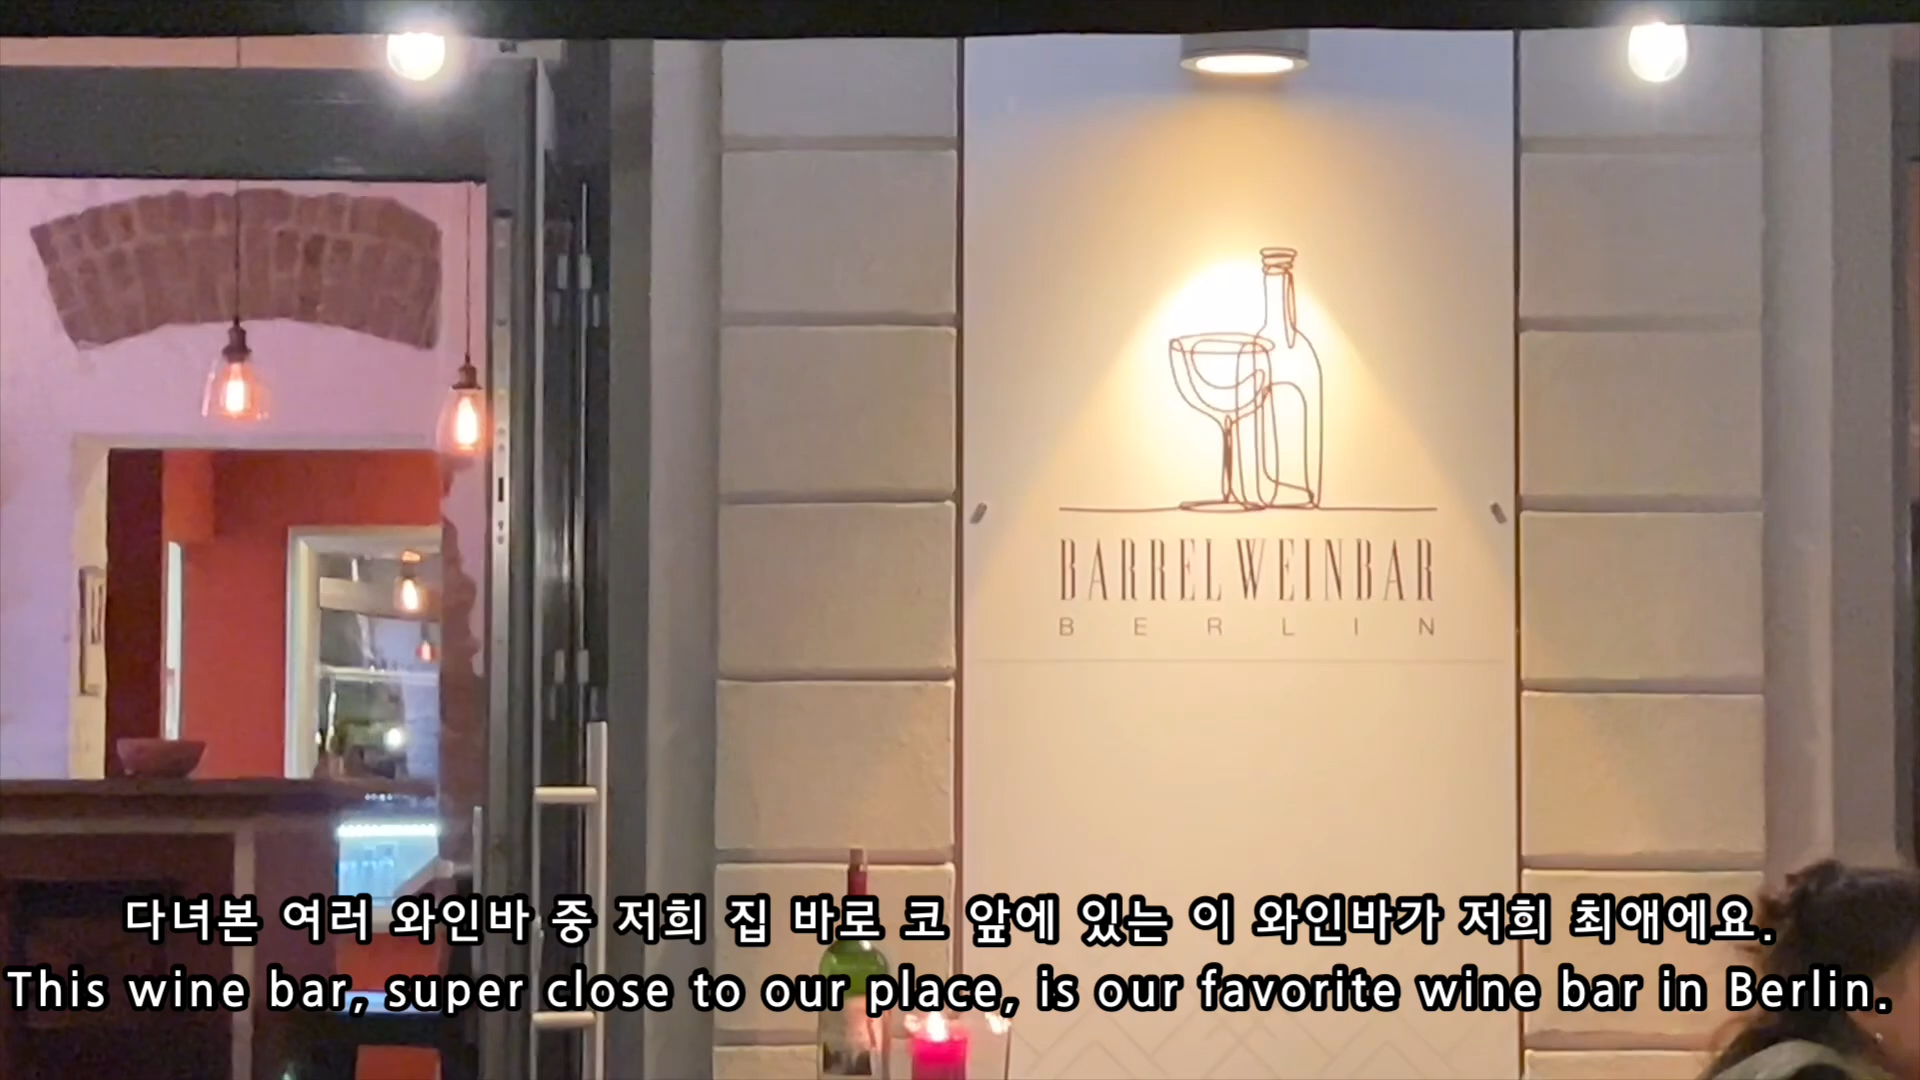 BARREL WEINBAR
BERLIN
다녀본 여러 와인바 중 저희 집 바로 코 앞에 있는 이 와인바가 저희 최애에요.
This wine bar, super close to our place, is our favorite wine bar in Berlin.